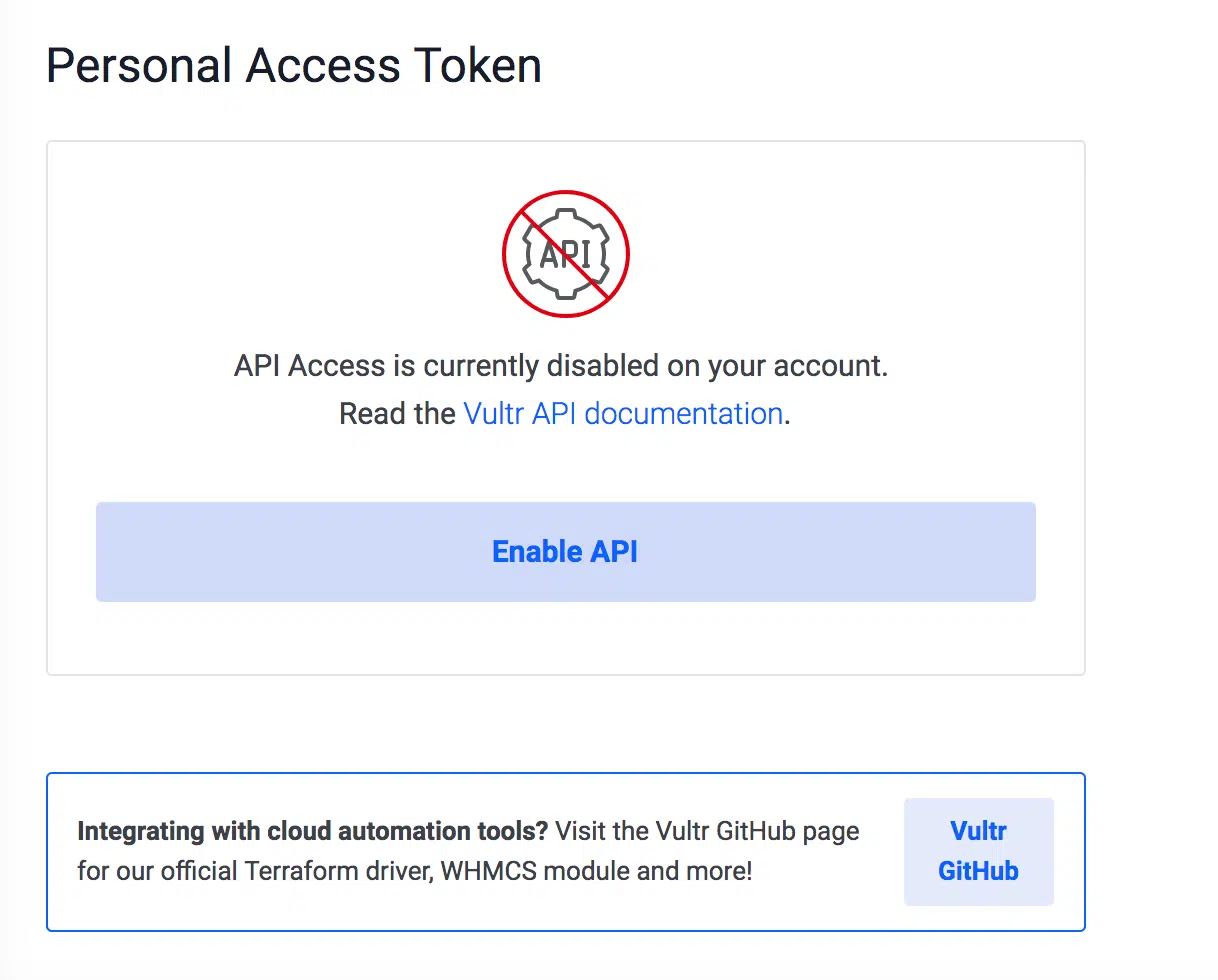 Personal Access Token
API
API Access is currently disabled on your account.
Read the Vultr API documentation.
Enable API
Integrating with cloud automation tools? Visit the Vultr GitHub page
for our official Terraform driver, WHMCS module and more!
Vultr
GitHub